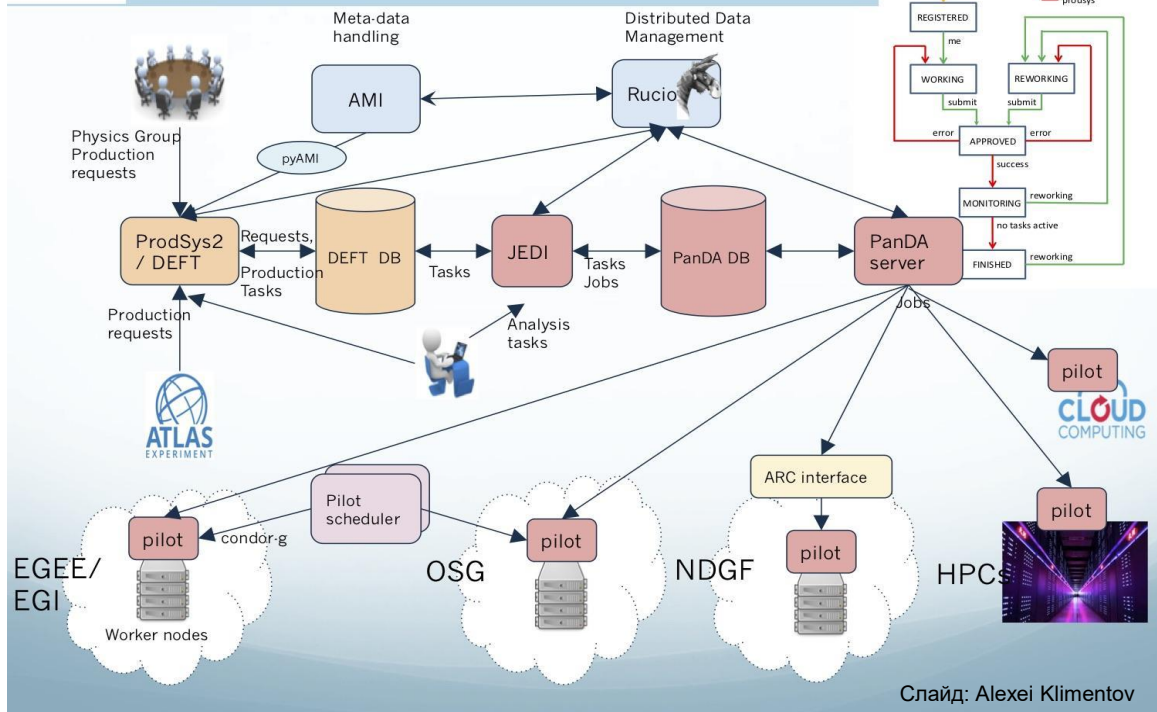 prodsys
Meta-data
handling
Distributed Data
Management
REGISTERED
me
WORKING
REWORKING
submit
submit
error
APPROVED
error
success
MONITORING
reworking
no tasks active
FINISHED
reworking
AMI
Rucio
Physics Group
Production
requests
pyAMI
ProdSys2
/ DEFT
Requests,
Production
Tasks
DEFT DB
Tasks
JEDI
Tasks
Jobs
PanDA DB
PanDA
server
Jobs
Production
requests
Analysis
tasks
ATLAS
EXPERIMENT
pilot
CLOUD
COMPUTING
Pilot
scheduler
ARC interface
pilot
condor-g
pilot
pilot
pilot
EGEE/
EGI
OSG
NDGF
HPCs
Worker nodes
Слайд: Alexei Klimentov